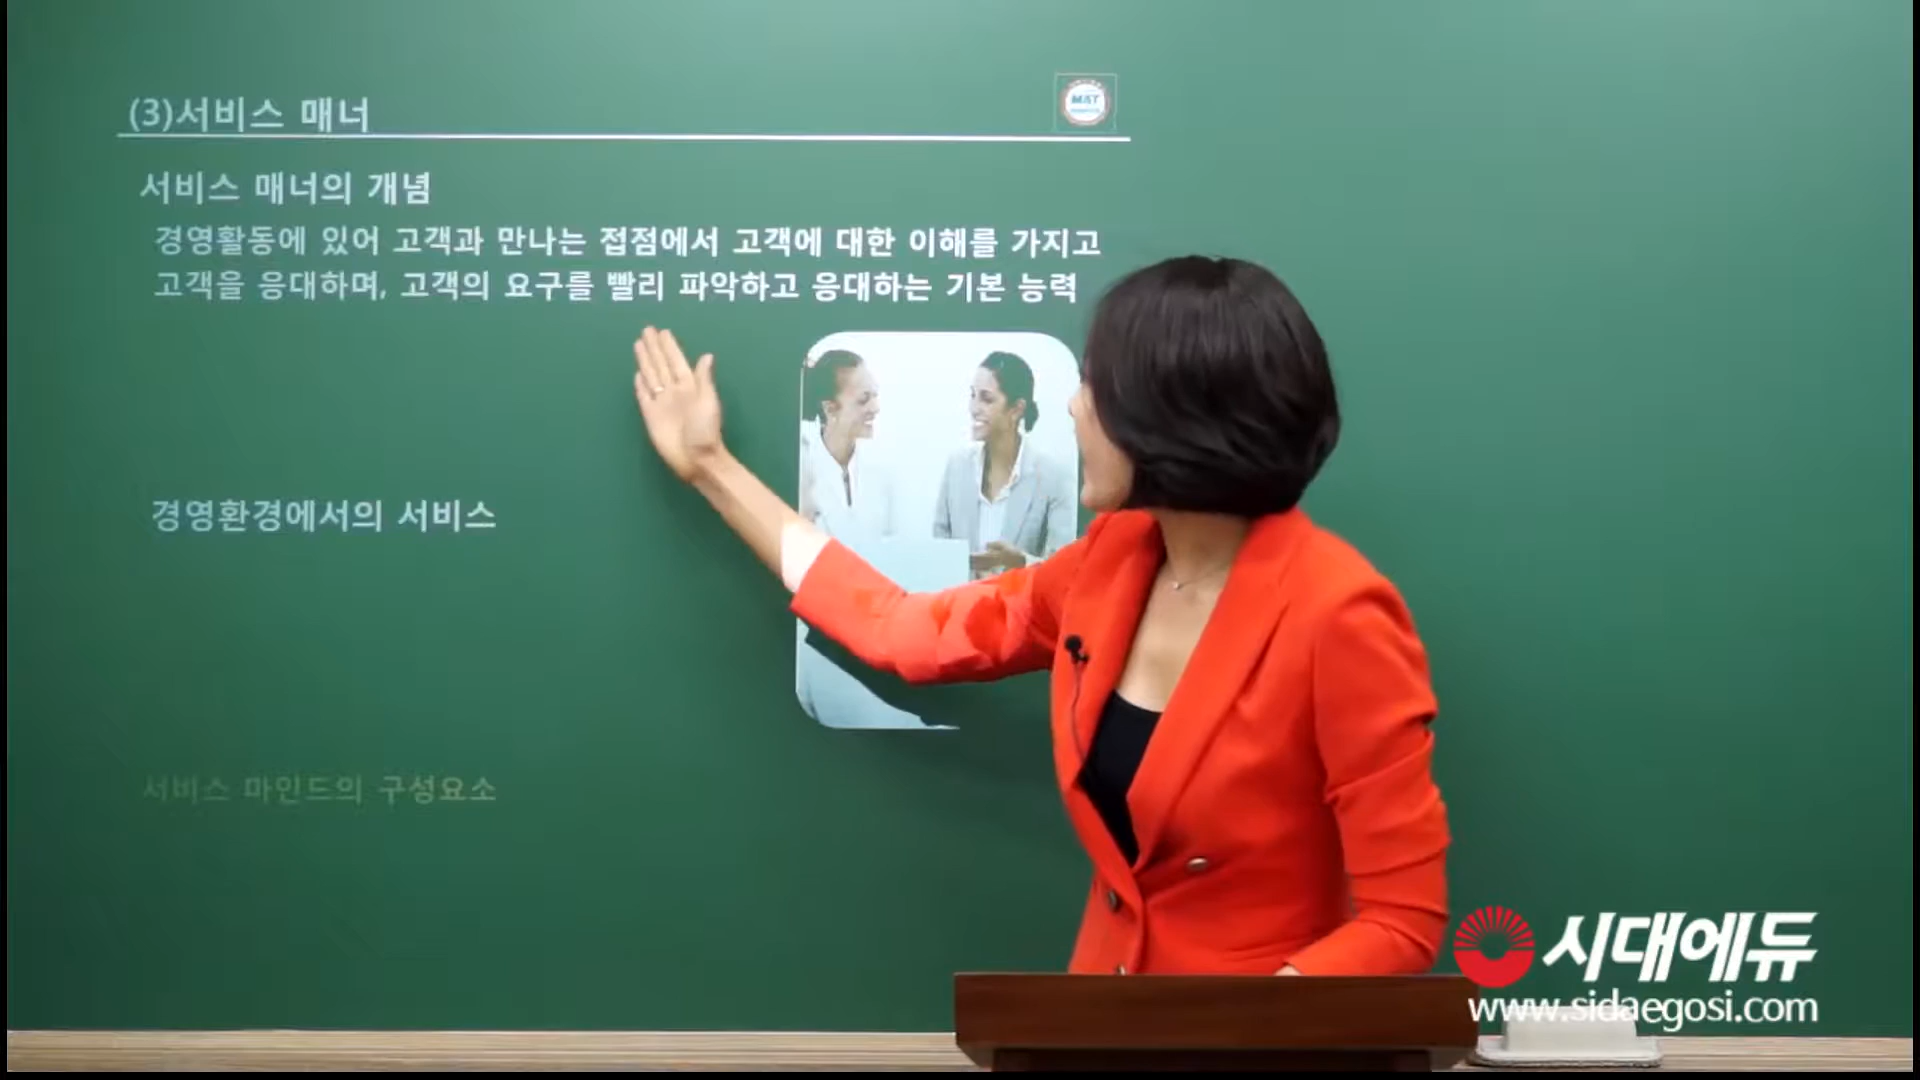 (3)서비스 매너
MAT
서비스 매너의 개념
경영활동에 있어 고객과 만나는 접점에서 고객에 대한 이해를 가지고
고객을 응대하며, 고객의 요구를 빨리 파악하고 응대하는 기본 능력
경영환경에서의 서비스
서비스 마인드의 구성요소
시대에듀
www.sidaegosi.com